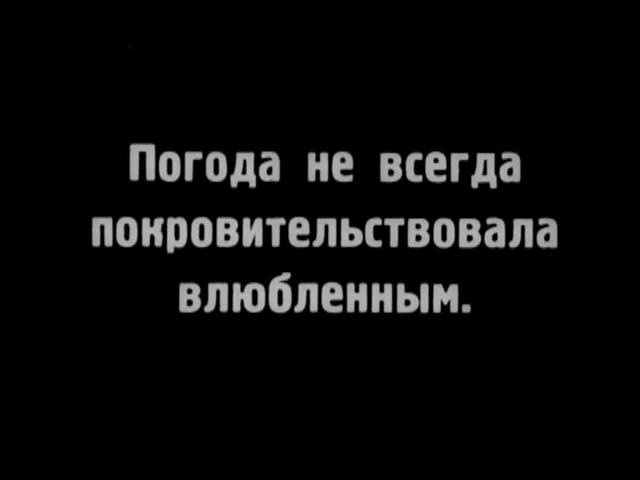 Погода не всегда
покровительствовала
влюбленным.